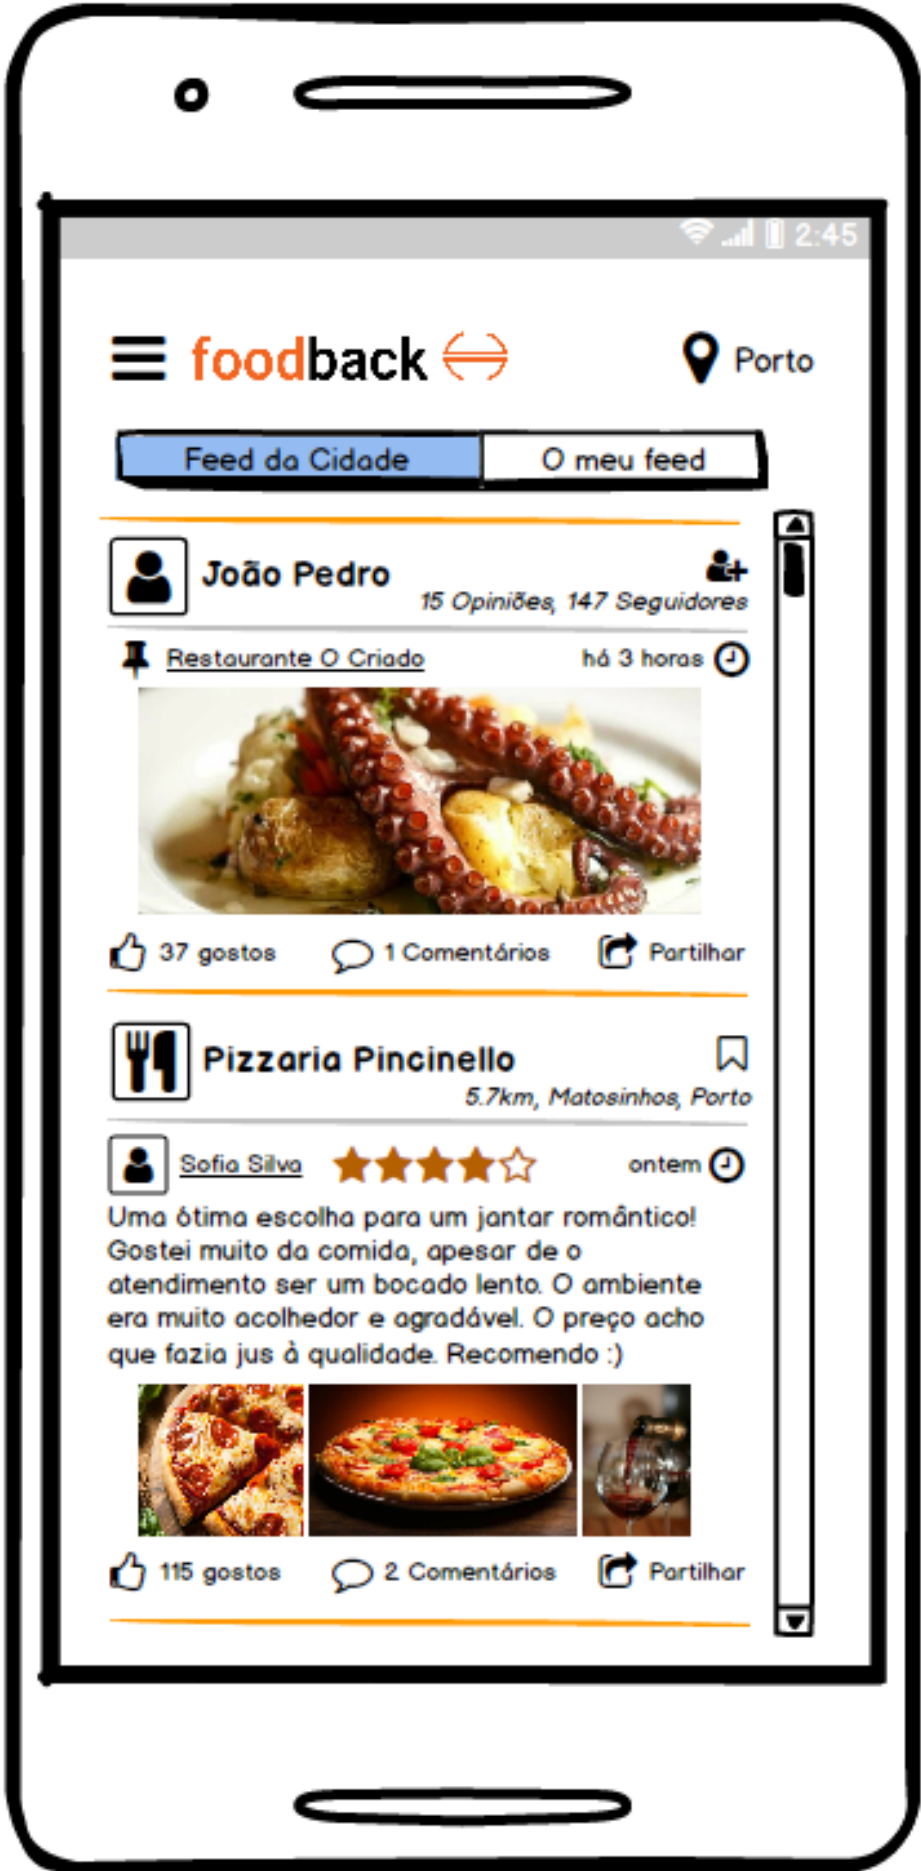 2:45
foodback
Porto
Feed da Cidade
O meu feed
João Pedro
15 Opiniões, 147 Seguidores
Restaurante O Criado
há 3 horas
37 gostos
1 Comentários
Partilhar
Pizzaria Pincinello
5.7km, Matosinhos, Porto
Sofia Silva
ontem
Uma ótima escolha para um jantar romântico!
Gostei muito da comida, apesar de o
atendimento ser um bocado lento. O ambiente
era muito acolhedor e agradável. O preço acho
que fazia jus à qualidade. Recomendo :)
115 gostos
2 Comentários
Partilhar